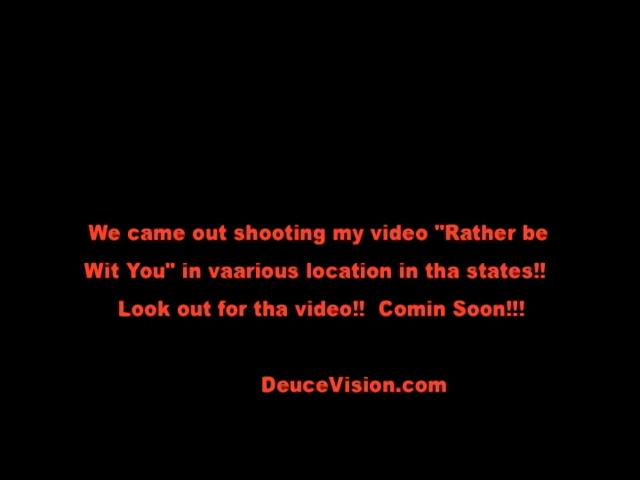 We came out shooting my video "Rather be
Wit You" in vaarious location in tha states!!
Look out for tha video!!  Comin Soon!!!
DeuceVision.com